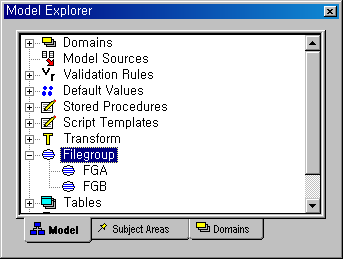 Model Explorer
Domains
Model Sources
Validation Rules
Default Values
Stored Procedures
Script Templates
Transform
Filegroup
FGA
FGB
Tables
Model Subject Areas Domains